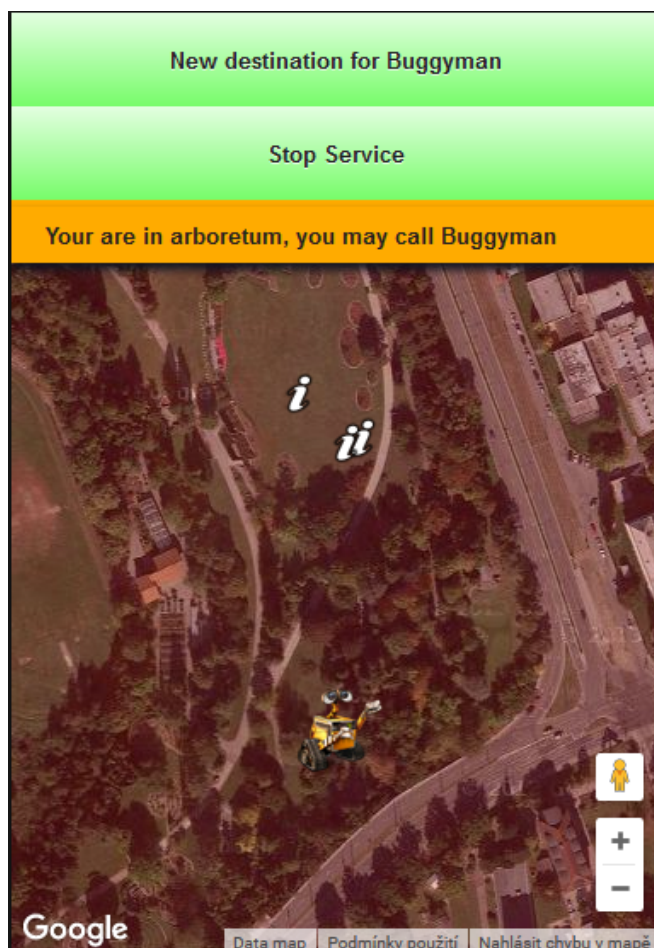 New destination for Buggyman
Stop Service
Your are in arboretum, you may call Buggyman
i
ii
+
−
Google
Data map Podmínky použití Nahlásit chybu v mapě